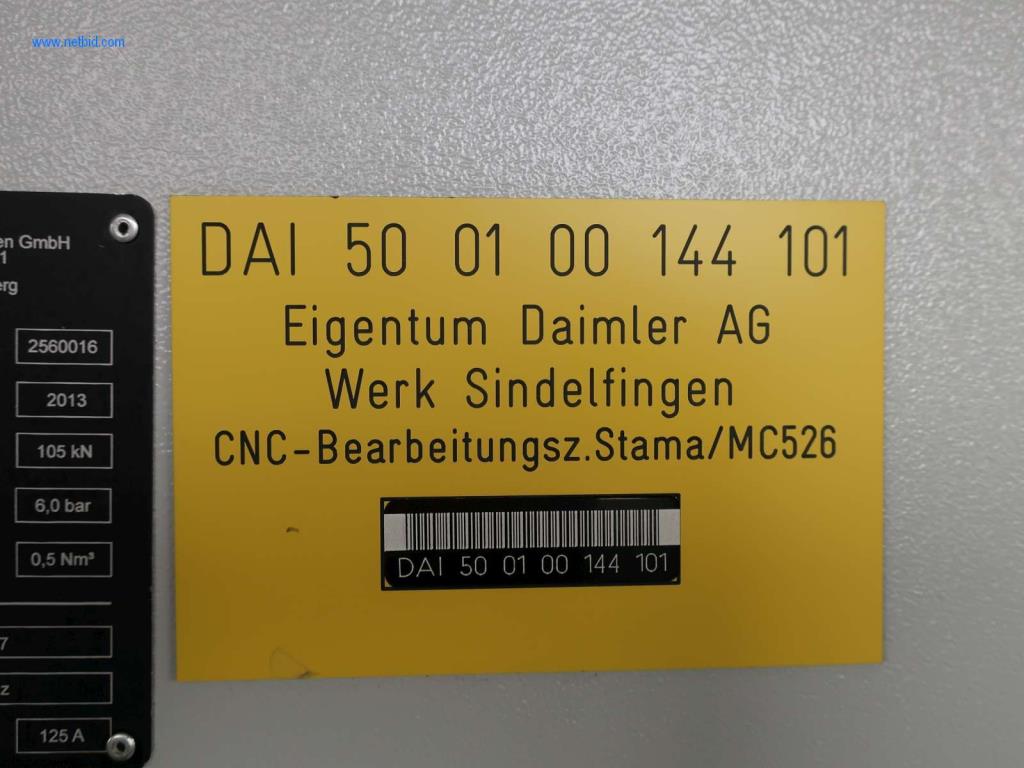 www.netbid.com
en GmbH
1
erg
2560016
2013
105 kN
6,0 bar
0,5 Nm³
7
z
125 A
DAI 50 01 00 144 101
Eigentum Daimler AG
Werk Sindelfingen
CNC-Bearbeitungsz.Stama/MC526
DAI 50 01 00 144 101